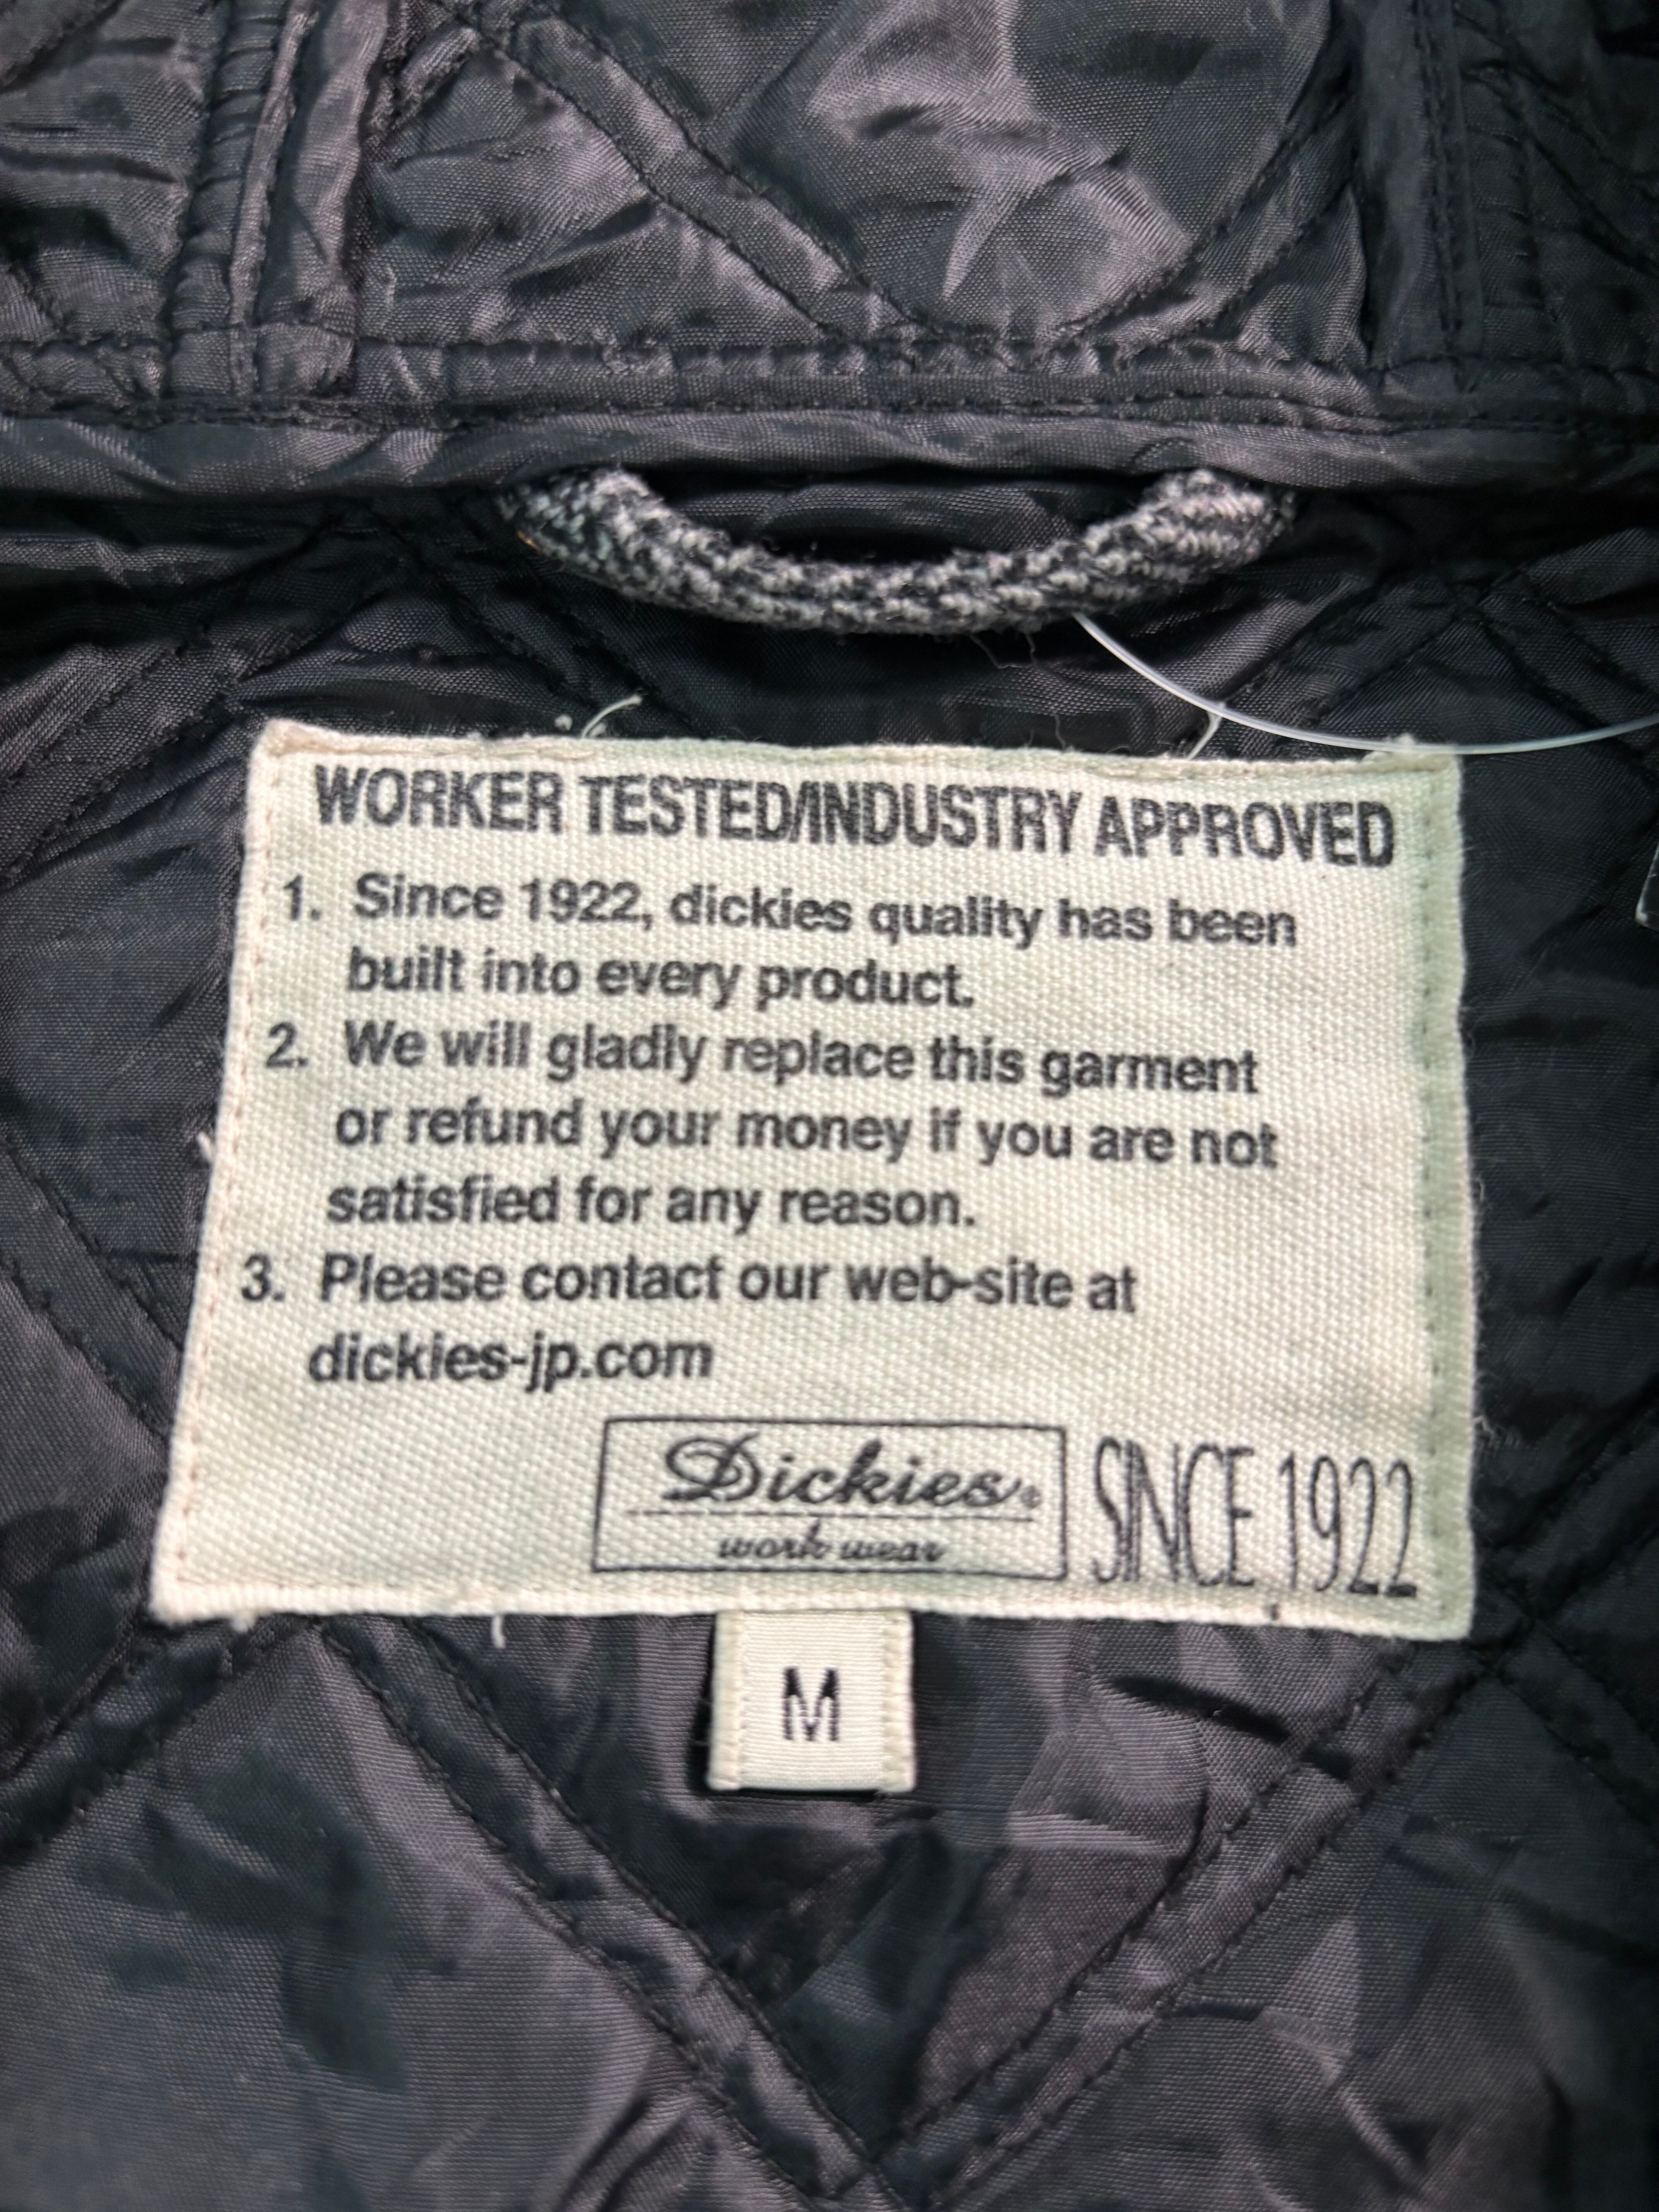 WORKER TESTED/INDUSTRY APPROVED
1. Since 1922, dickies quality has been
built into every product.
2. We will gladly replace this garment
or refund your money if you are not
satisfied for any reason.
3. Please contact our web-site at
dickies-jp.com
Dickies®
work wear
SINCE 1922
M